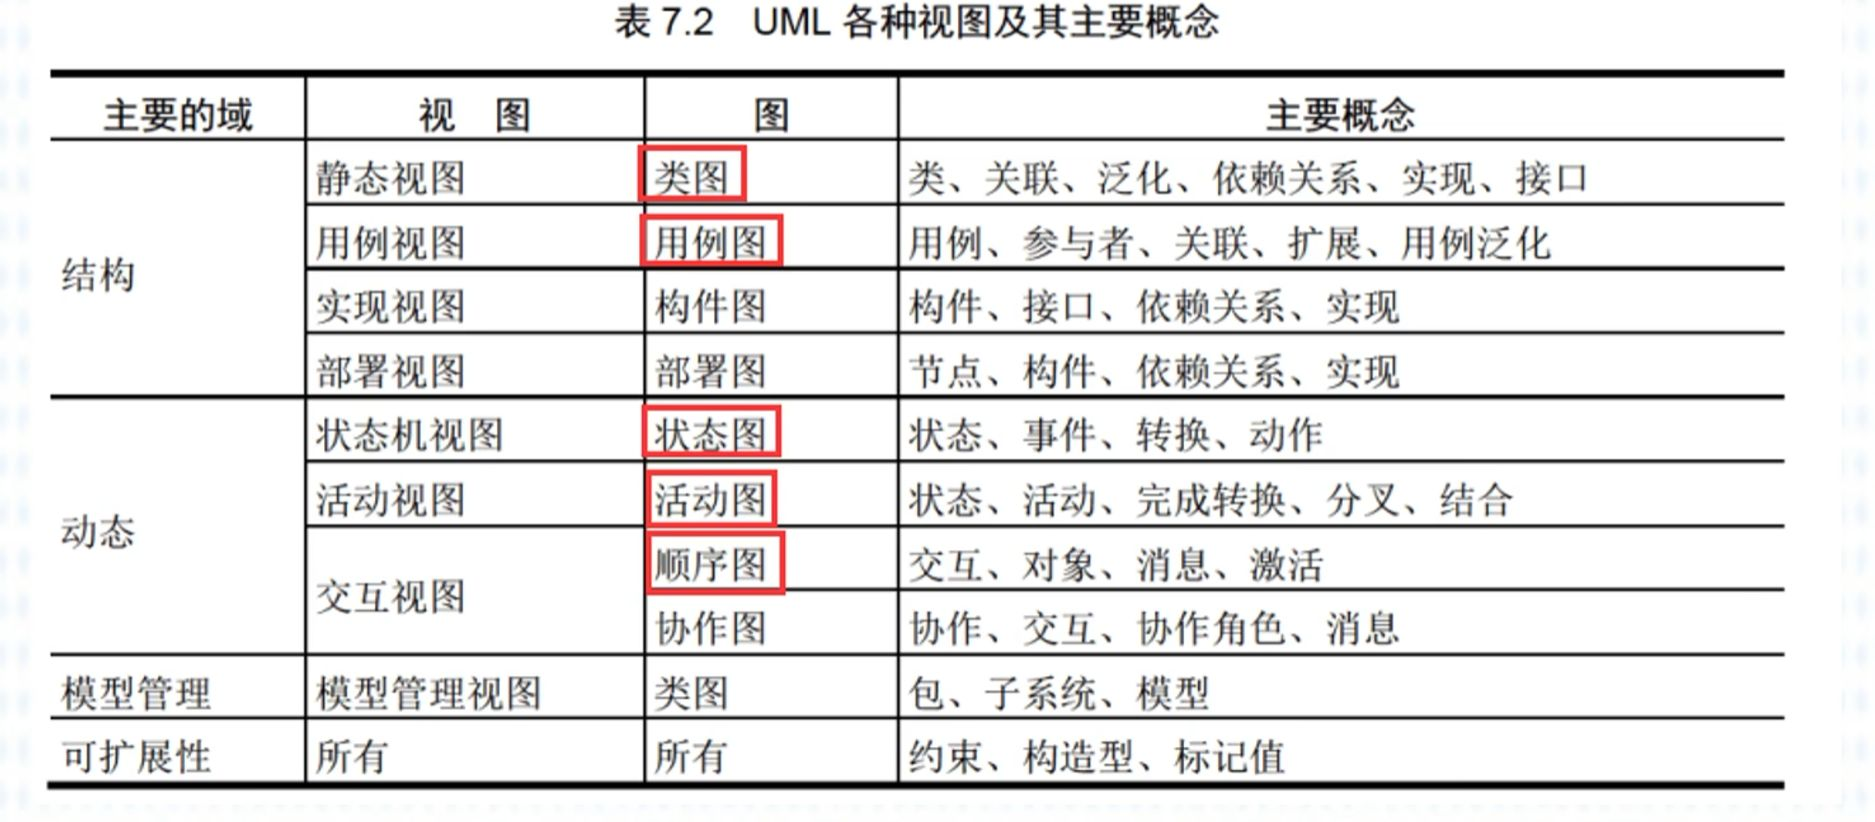 表 7.2 UML 各种视图及其主要概念
主要的域 视 图 图 主要概念
结构 静态视图 类图 类、关联、泛化、依赖关系、实现、接口
用例视图 用例图 用例、参与者、关联、扩展、用例泛化
实现视图 构件图 构件、接口、依赖关系、实现
部署视图 部署图 节点、构件、依赖关系、实现
动态 状态机视图 状态图 状态、事件、转换、动作
活动视图 活动图 状态、活动、完成转换、分叉、结合
交互视图 顺序图 交互、对象、消息、激活
协作图 协作、交互、协作角色、消息
模型管理 模型管理视图 类图 包、子系统、模型
可扩展性 所有 所有 约束、构造型、标记值